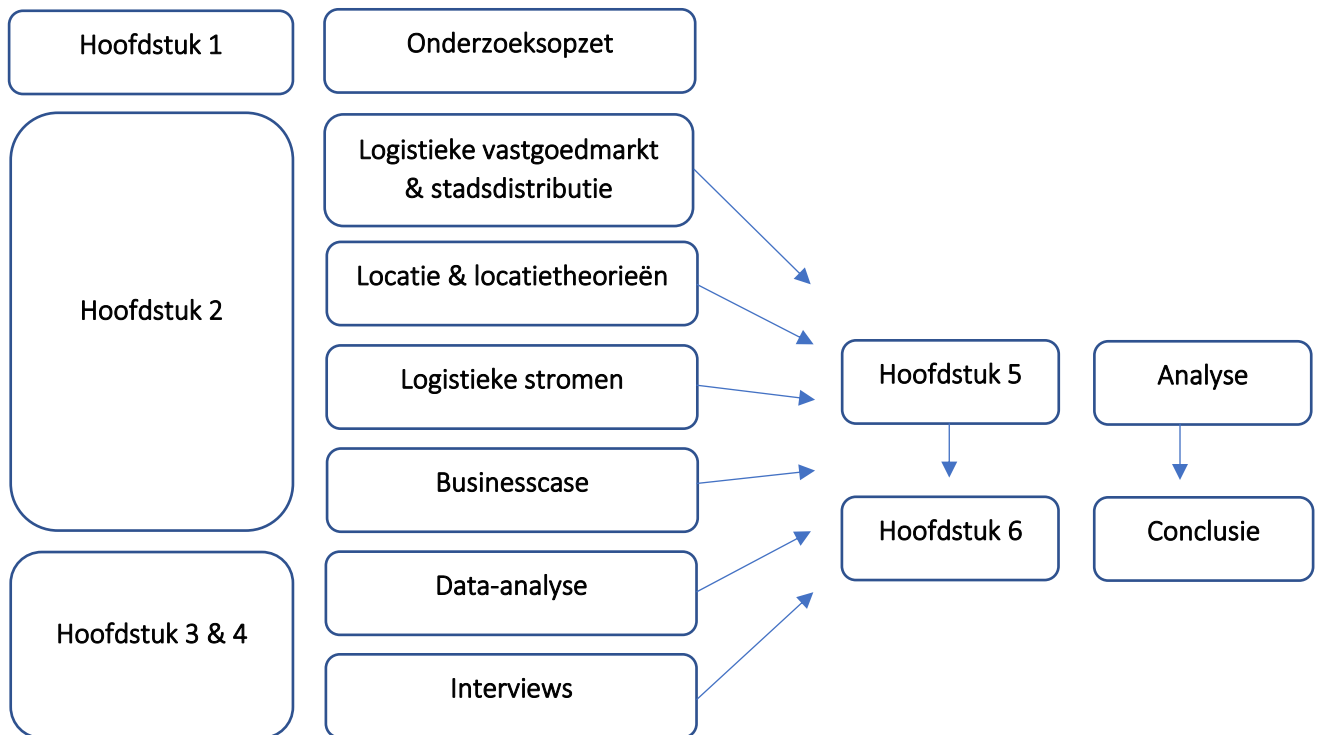 Hoofdstuk 1
Onderzoeksopzet
Logistieke vastgoedmarkt
& stadsdistributie
Locatie & locatietheorieën
Hoofdstuk 2
Logistieke stromen
Hoofdstuk 5
Analyse
Businesscase
Hoofdstuk 6
Conclusie
Data-analyse
Hoofdstuk 3 & 4
Interviews